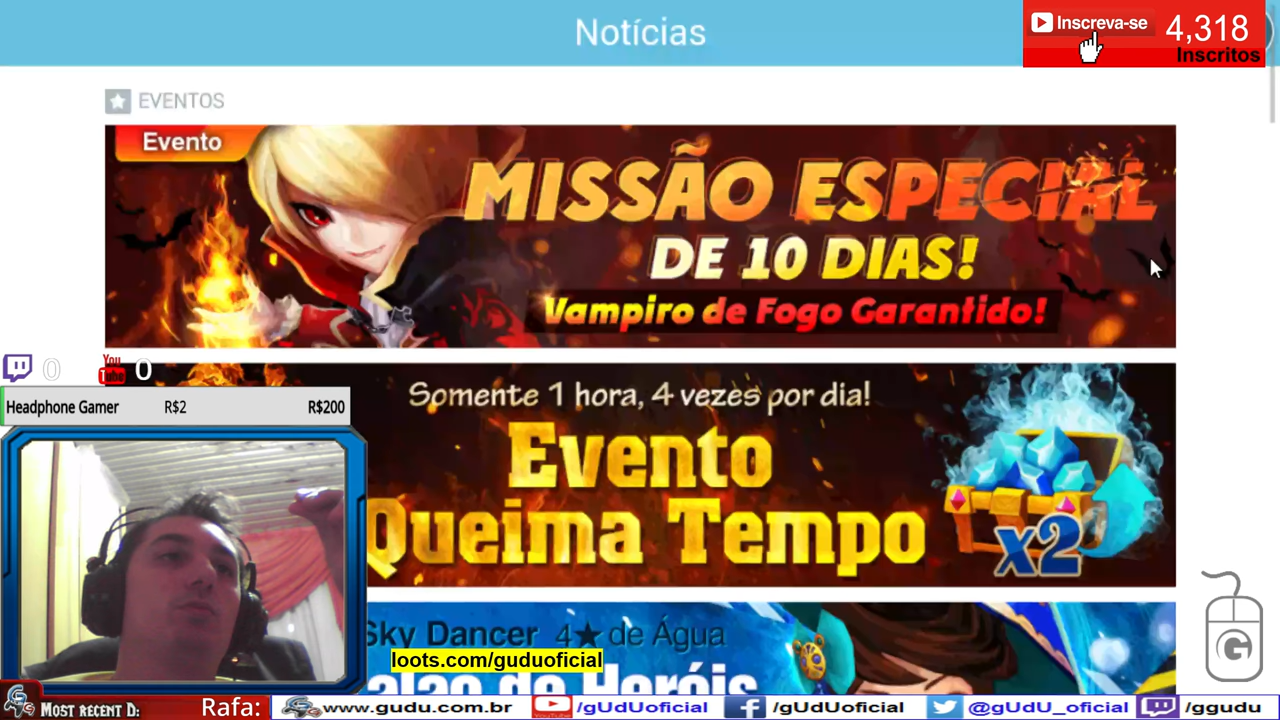 Notícias
Inscreva-se
4,318
Inscritos
EVENTOS
Evento
MISSÃO ESPECIAL
DE 10 DIAS!
Vampiro de Fogo Garantido!
0
You
Tube
0
Somente 1 hora, 4 vezes por dia!
Evento
Queima Tempo
x2
Headphone Gamer R$2 R$200
Sky Dancer 4★ de Água
loots.com/guduoficial
de Heróis
G
MOST RECENT D:
Rafa:
www.gudu.com.br
/gUdUoficial
/gUdUoficial
@gUdU_oficial
/ggudu